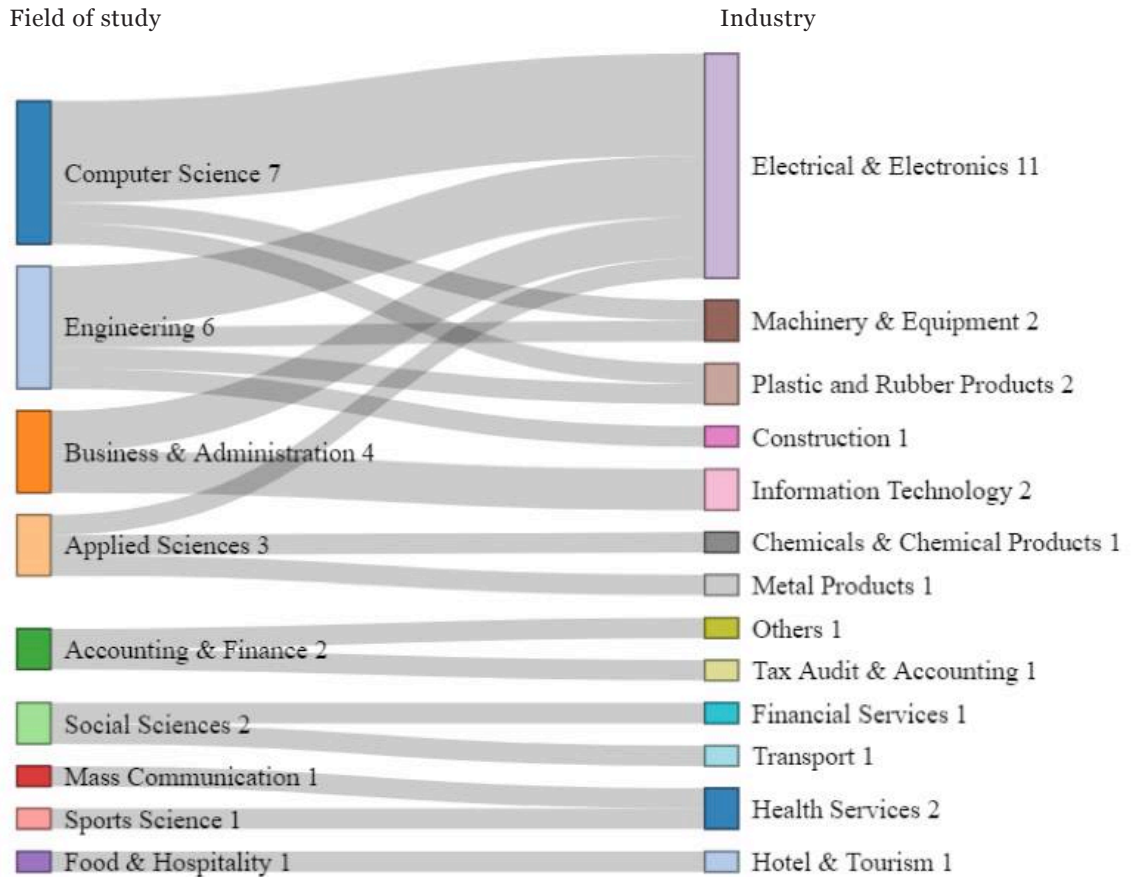 Field of study
Industry
Computer Science 7
Engineering 6
Business & Administration 4
Applied Sciences 3
Accounting & Finance 2
Social Sciences 2
Mass Communication 1
Sports Science 1
Food & Hospitality 1
Electrical & Electronics 11
Machinery & Equipment 2
Plastic and Rubber Products 2
Construction 1
Information Technology 2
Chemicals & Chemical Products 1
Metal Products 1
Others 1
Tax Audit & Accounting 1
Financial Services 1
Transport 1
Health Services 2
Hotel & Tourism 1